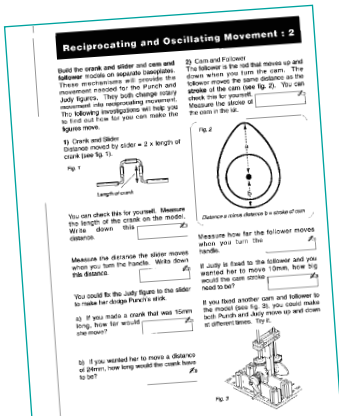 Reciprocating and Oscillating Movement : 2
Build the crank and slider and cam and
follower models on separate baseplates.
These mechanisms will provide the
movement needed for the Punch and
Judy figures. They both change rotary
movement into reciprocating movement.
The following investigations will help you
to find out how far you can make the
figures move.
1) Crank and Slider
Distance moved by slider = 2 x length of
crank (see fig. 1).
Fig. 1
Length of crank
You can check this for yourself. Measure
the length of the crank on the model.
Write down this
distance.
Measure the distance the slider moves
when you turn the handle. Write down
this distance.
You could fix the Judy figure to the slider
to make her dodge Punch's stick.
a) If you made a crank that was 15mm
long, how far would
she move?
b) If you wanted her to move a distance
of 24mm, how long would the crank have
to be?
2) Cam and Follower
The follower is the rod that moves up and
down when you turn the cam. The
follower moves the same distance as the
stroke of the cam (see fig. 2). You can
check this for yourself.
Measure the stroke of
the cam in the kit.
Fig. 2
a
b
Distance a minus distance b = stroke of cam
Measure how far the follower moves
when you turn the
handle.
If Judy is fixed to the follower and you
wanted her to move 10mm, how big
would the cam stroke
need to be?
If you fixed another cam and follower to
the model (see fig. 3), you could make
both Punch and Judy move up and down
at different times. Try it.
Fig. 3